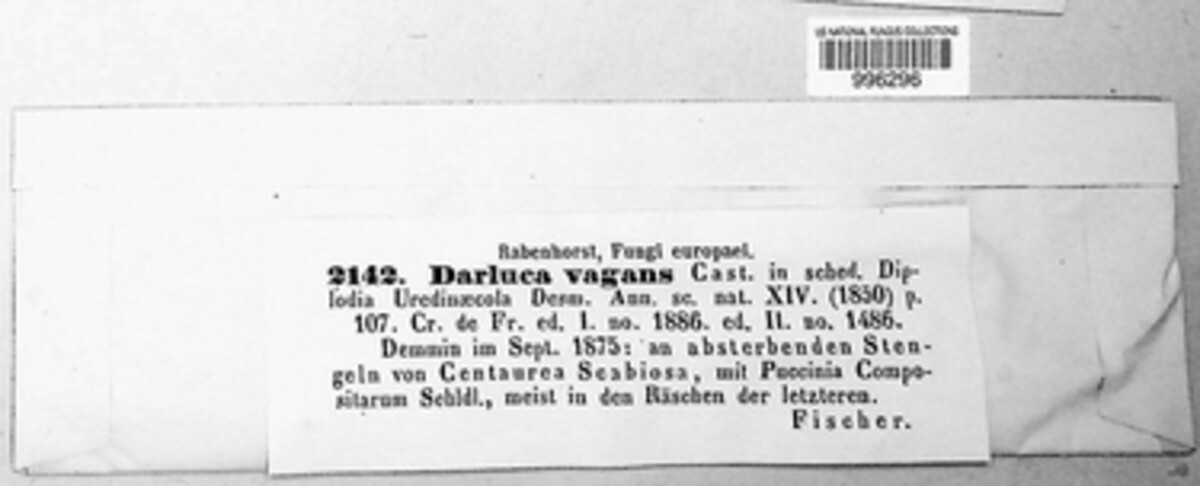 US NATIONAL FUNGUS COLLECTIONS
996296
Rabenhorst, Fungi europaei.
2142. Darluca vagans Cast. in sched. Dip-
lodia Uredinæcola Desm. Ann. sc. nat. XIV. (1850) p.
107. Cr. de Fr. ed. I. no. 1886. ed. II. no. 1486.
Demmin im Sept. 1875: an absterbenden Sten-
geln von Centaurea Scabiosa, mit Puccinia Compo-
sitarum Schldl., meist in den Räschen der letzteren.
Fischer.